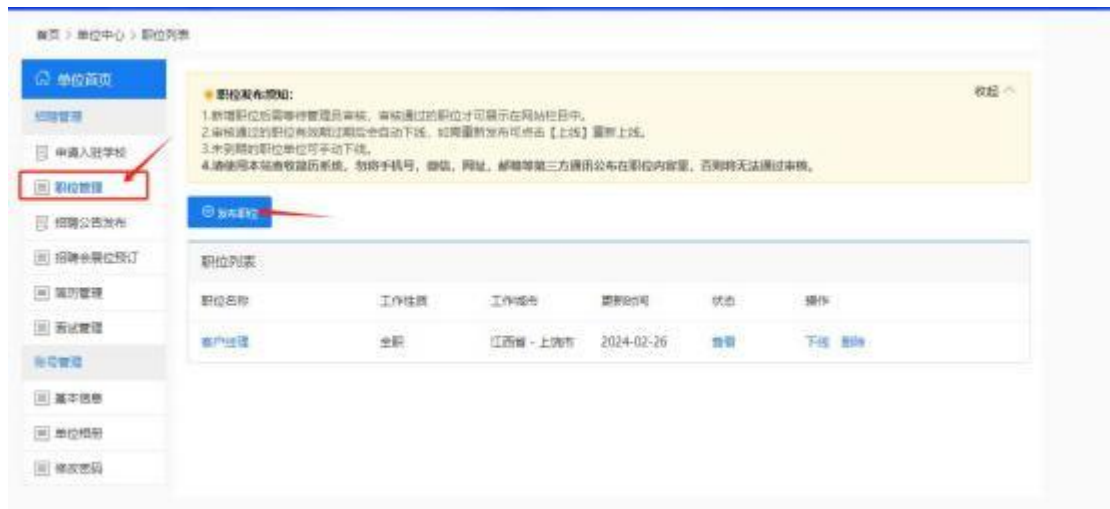 首页 > 单位中心 > 职位列表
单位首页
招聘管理
申请入驻学校
职位管理
招聘公告发布
招聘会展位预订
简历管理
面试管理
账号管理
基本信息
单位相册
修改密码
职位发布须知:
收起
1.新增职位后需等待管理员审核，审核通过的职位才可展示在网站栏目中。
2.审核通过的职位有效期过期后会自动下线，如需重新发布可点击【上线】重新上线。
3.未到期的职位单位可手动下线。
4.请使用本站查收简历系统，勿将手机号，微信，网址，邮箱等第三方通讯公布在职位内容里，否则将无法通过审核。
发布职位
职位列表
职位名称 工作性质 工作城市 更新时间 状态 操作
客户经理 全职 江西省 - 上饶市 2024-02-26 查看 下线 删除